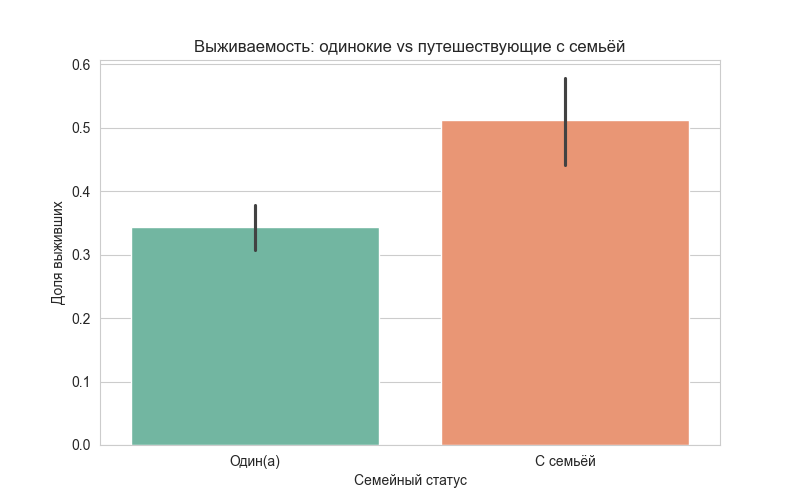 Выживаемость: одинокие vs путешествующие с семьёй
Доля выживших
0.6
0.5
0.4
0.3
0.2
0.1
0.0
Один(а)
С семьёй
Семейный статус